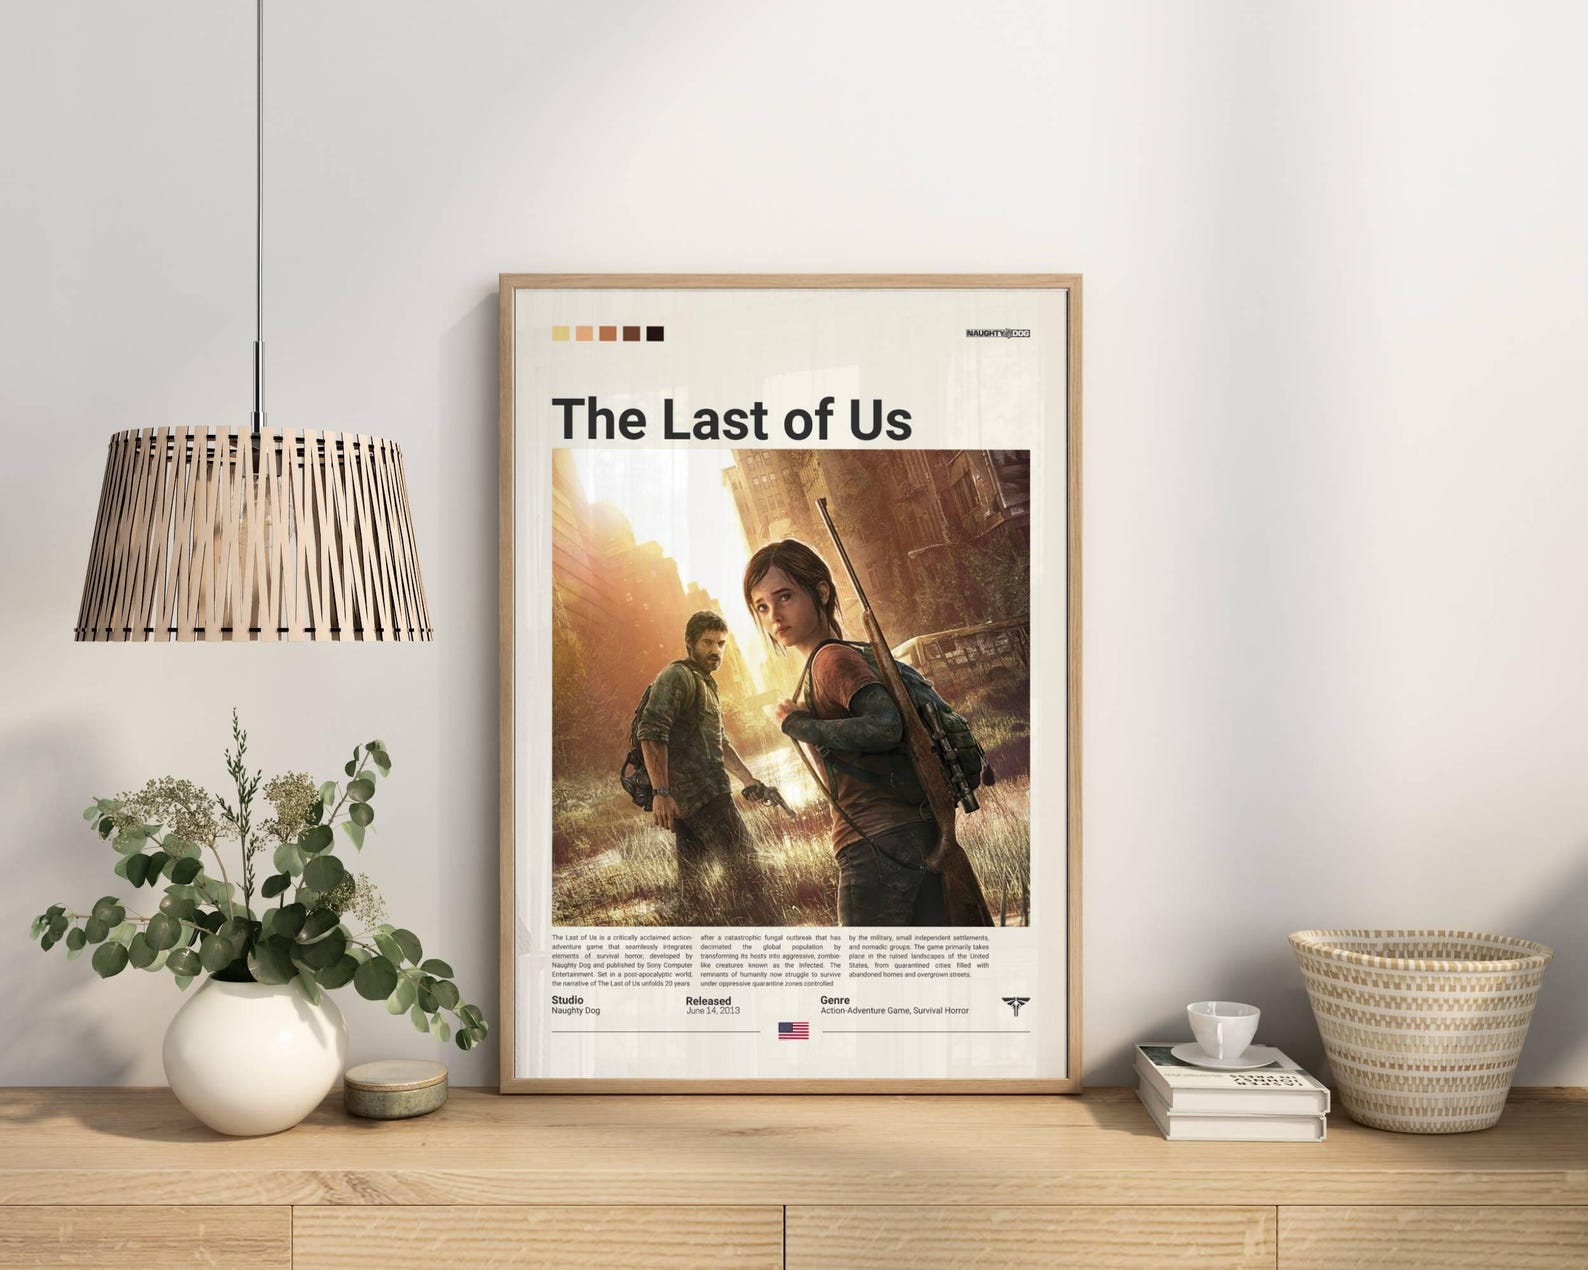 NAUGHTY DOG
The Last of Us
The Last of Us is a critically acclaimed action-
adventure game that seamlessly integrates
elements of survival horror, developed by
Naughty Dog and published by Sony Computer
Entertainment. Set in a post-apocalyptic world,
the narrative of The Last of Us unfolds 20 years
after a catastrophic fungal outbreak that has
decimated the global population by
transforming its hosts into aggressive, zombie-
like creatures known as the Infected. The
remnants of humanity now struggle to survive
under oppressive quarantine zones controlled
by the military, small independent settlements,
and nomadic groups. The game primarily takes
place in the ruined landscapes of the United
States, from quarantined cities filled with
abandoned homes and overgrown streets.
Studio
Naughty Dog
Released
June 14, 2013
Genre
Action-Adventure Game, Survival Horror
JASPER
JOHNS/
IN PRESS